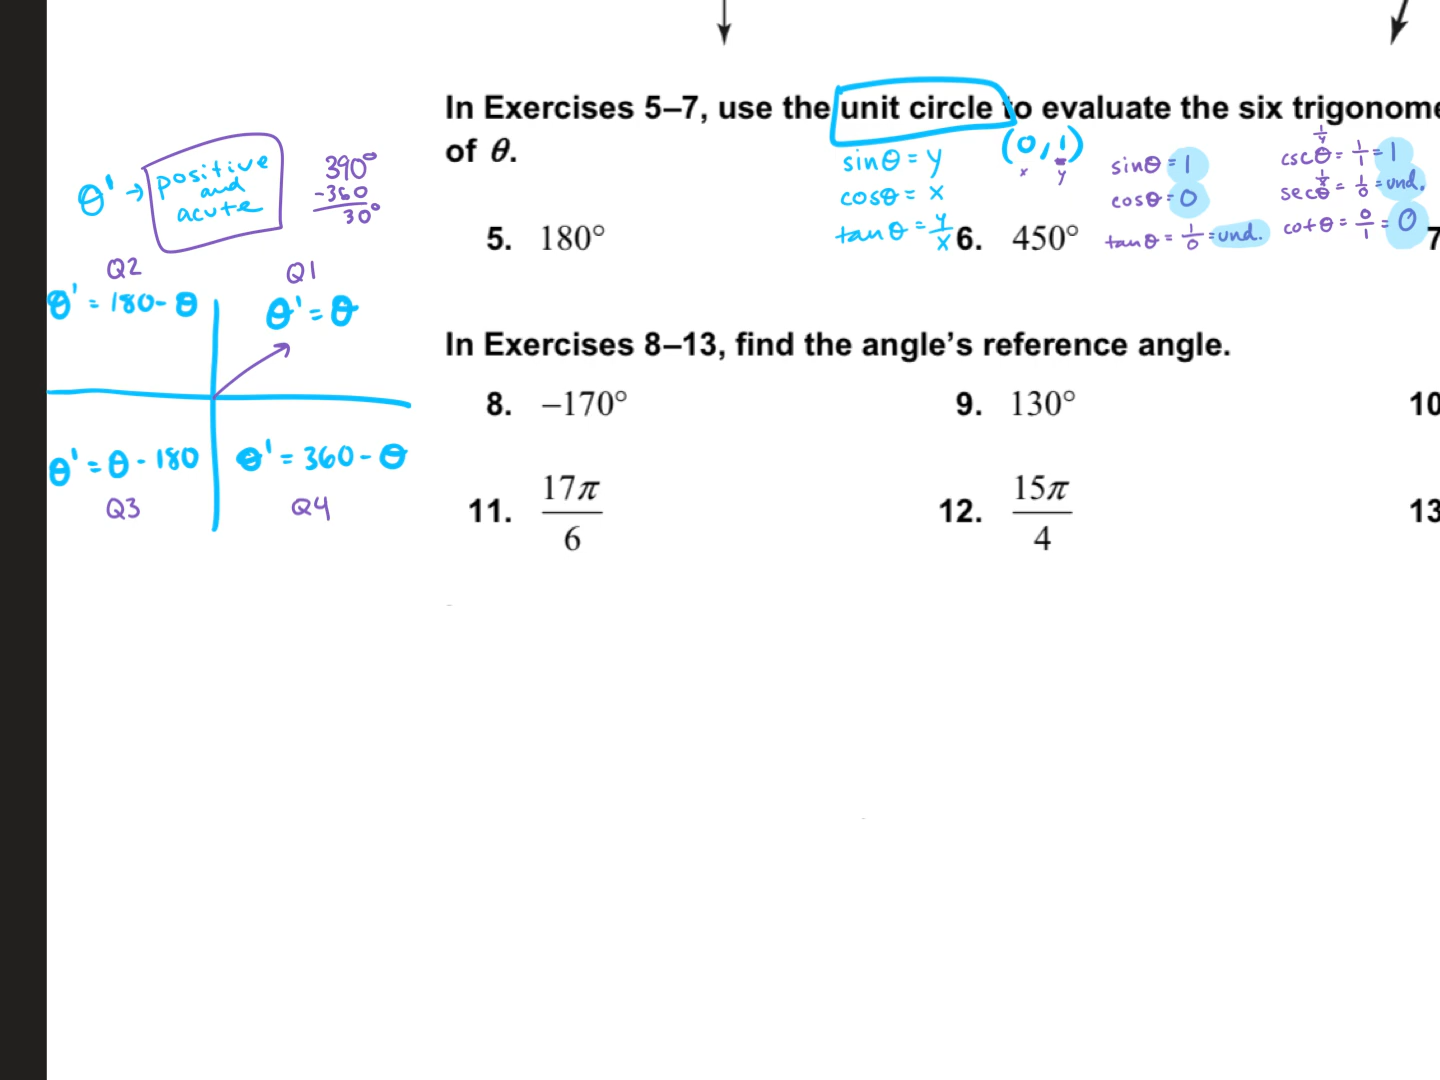 In Exercises 5–7, use the unit circle to evaluate the six trigonome
of θ.
θ' → positive and acute
390°
-360
30°
sinθ = y
cosθ = x
tanθ = y/x
(0, 1)
x y
sinθ = 1
cosθ = 0
tanθ = 1/0 = und.
1/y
cscθ = 1/1 = 1
1/x
secθ = 1/0 = und.
cotθ = 0/1 = 0
5. 180°
6. 450°
7
Q2
Q1
θ' = 180 - θ
θ' = θ
θ' = θ - 180
θ' = 360 - θ
Q3
Q4
In Exercises 8–13, find the angle's reference angle.
8. –170°
9. 130°
10
11. 17π/6
12. 15π/4
13